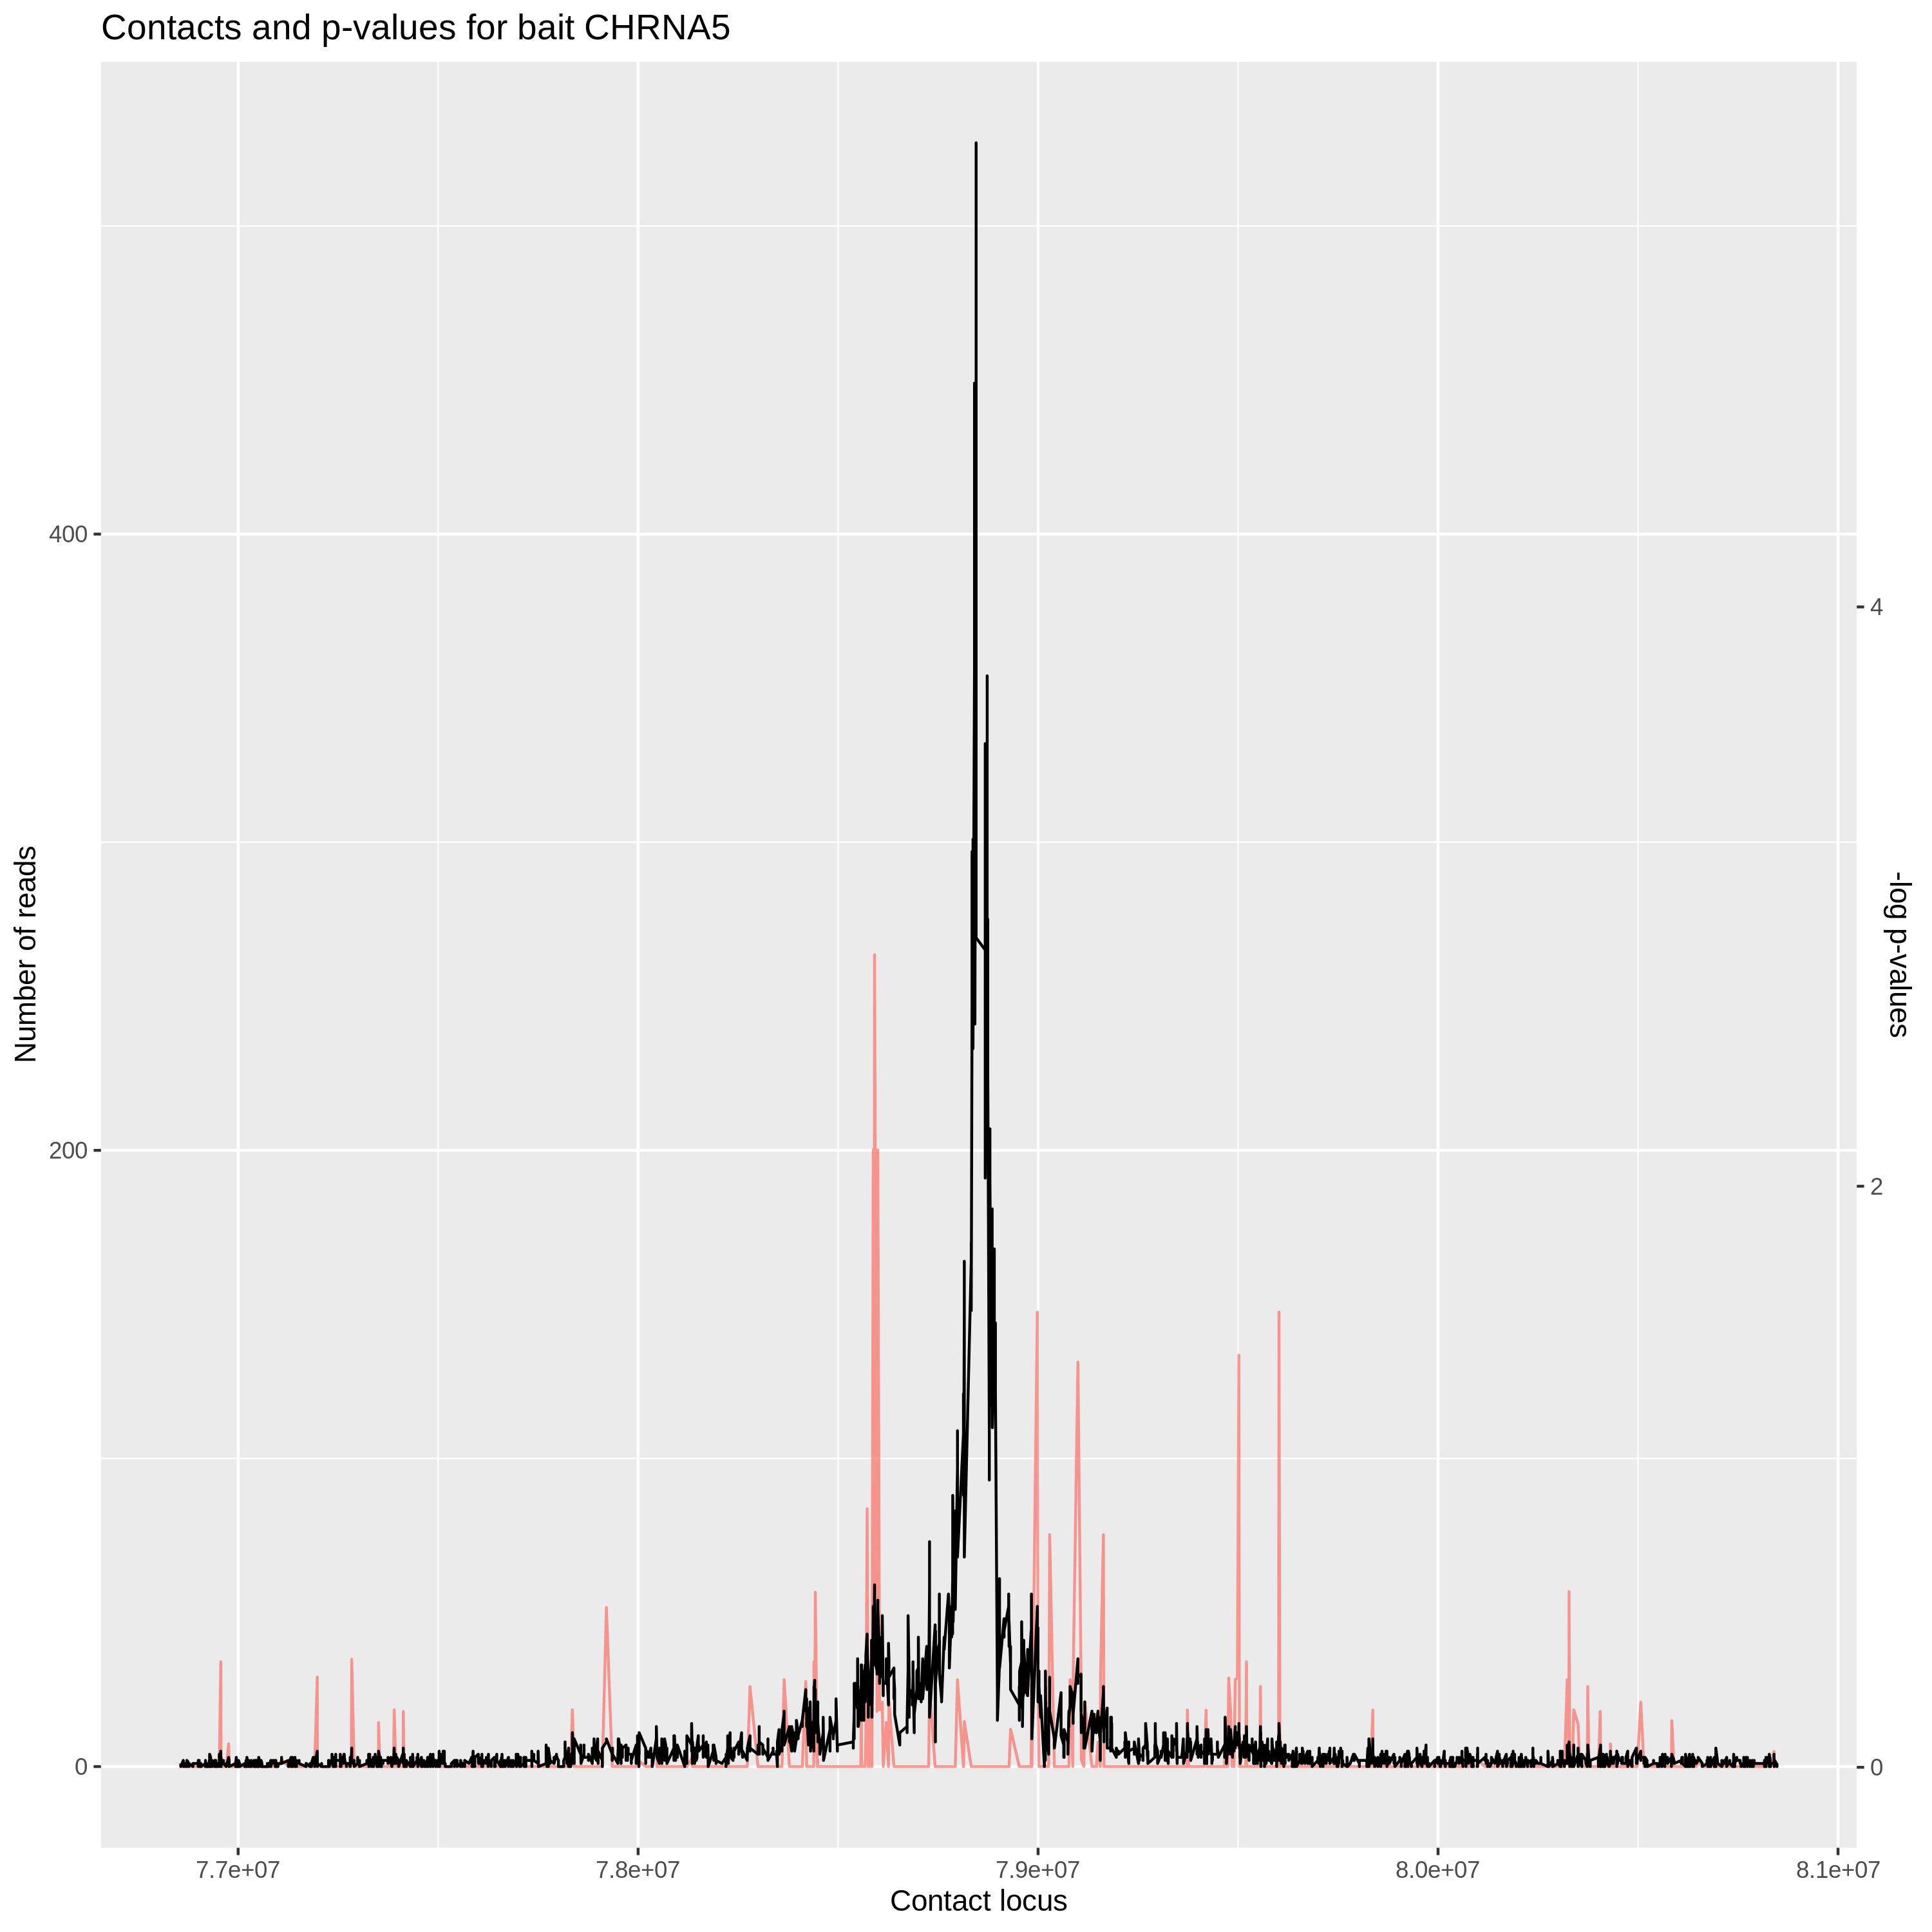 Contacts and p-values for bait CHRNA5
400
200
0
Number of reads
4
2
0
-log p-values
7.7e+07 7.8e+07 7.9e+07 8.0e+07 8.1e+07
Contact locus